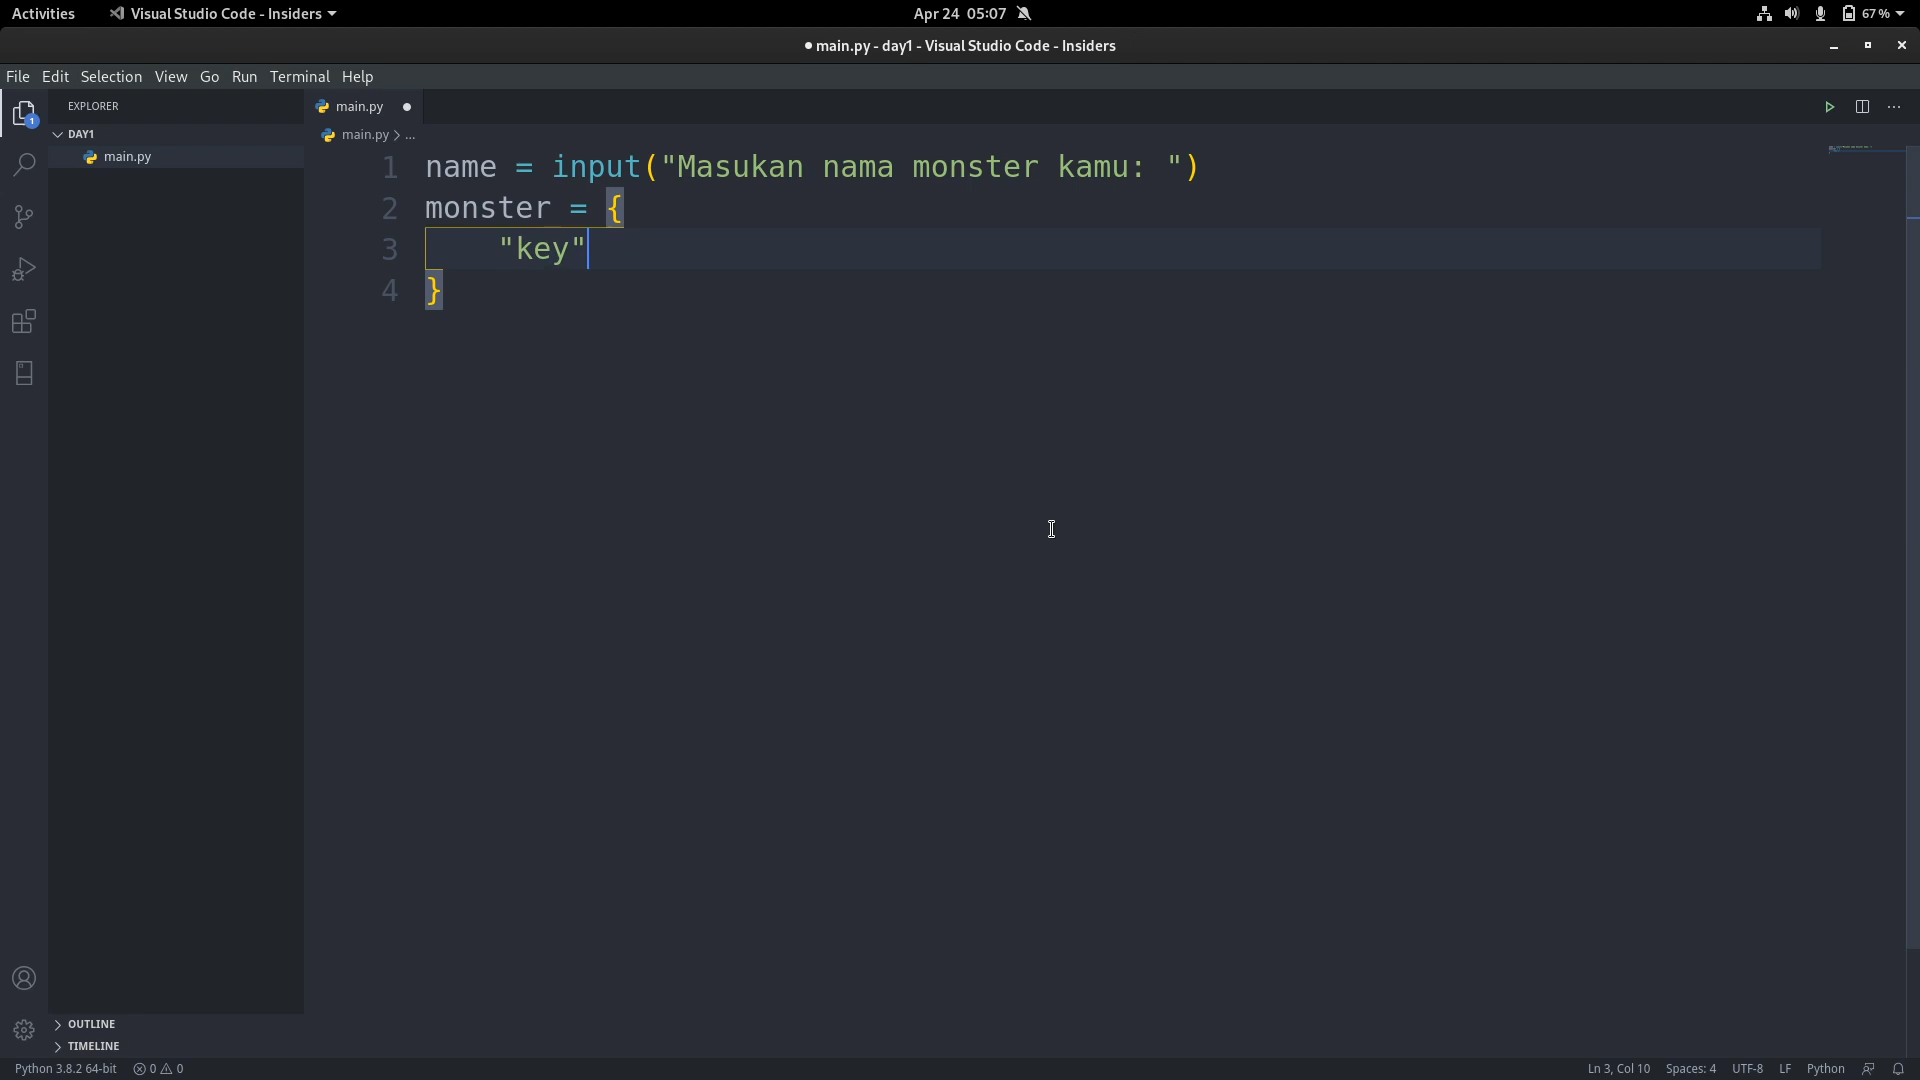 Activities Visual Studio Code - Insiders Apr 24 05:07 67 %
● main.py - day1 - Visual Studio Code - Insiders
File Edit Selection View Go Run Terminal Help
EXPLORER
1
main.py
DAY1
main.py > ...
main.py
1 name = input("Masukan nama monster kamu: ")
2 monster = {
3 "key"
4 }
OUTLINE
TIMELINE
Python 3.8.2 64-bit 0 0 Ln 3, Col 10 Spaces: 4 UTF-8 LF Python